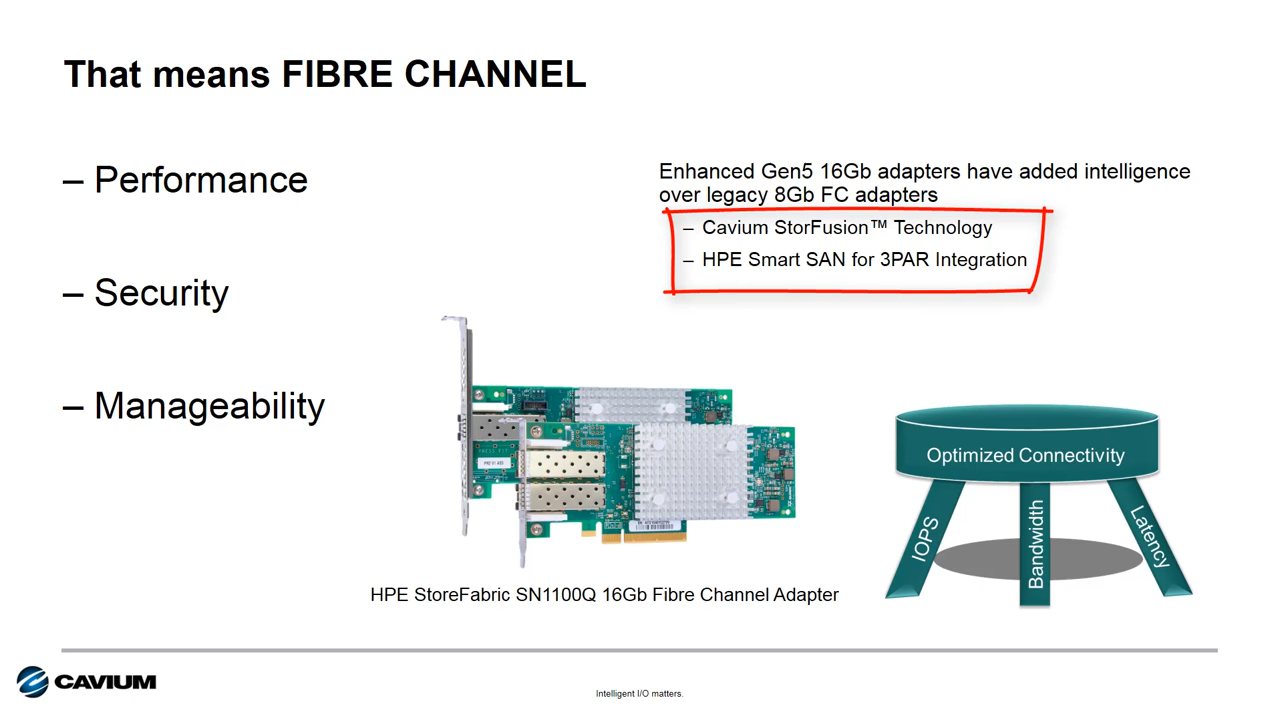 That means FIBRE CHANNEL
– Performance
– Security
– Manageability
Enhanced Gen5 16Gb adapters have added intelligence
over legacy 8Gb FC adapters
– Cavium StorFusion™ Technology
– HPE Smart SAN for 3PAR Integration
HPE StoreFabric SN1100Q 16Gb Fibre Channel Adapter
Optimized Connectivity
IOPS
Bandwidth
Latency
CAVIUM
Intelligent I/O matters.